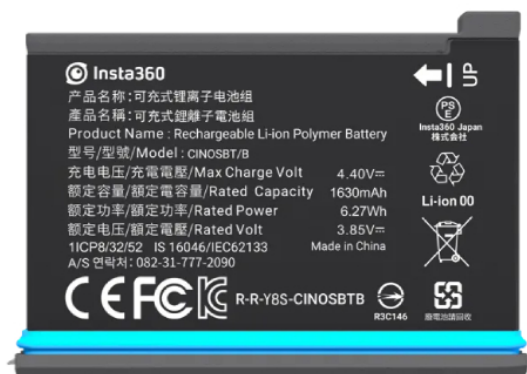 Insta360
产品名称:可充式锂离子电池组
產品名稱:可充式鋰離子電池組
Product Name : Rechargeable Li-ion Polymer Battery
型号/型號/Model : CINOSBT/B
充电电压/充電電壓/Max Charge Volt 4.40V⎓
额定容量/額定電容量/Rated Capacity 1630mAh
额定功率/額定功率/Rated Power 6.27Wh
额定电压/額定電壓/Rated Volt 3.85V⎓
1ICP8/32/52 IS 16046/IEC62133 Made in China
A/S 연락처: 082-31-777-2090
CE FC KC R-R-Y8S-CINOSBTB
R3C146
UP
PSE
Insta360 Japan
株式会社
Li-ion 00
廢電池請回收